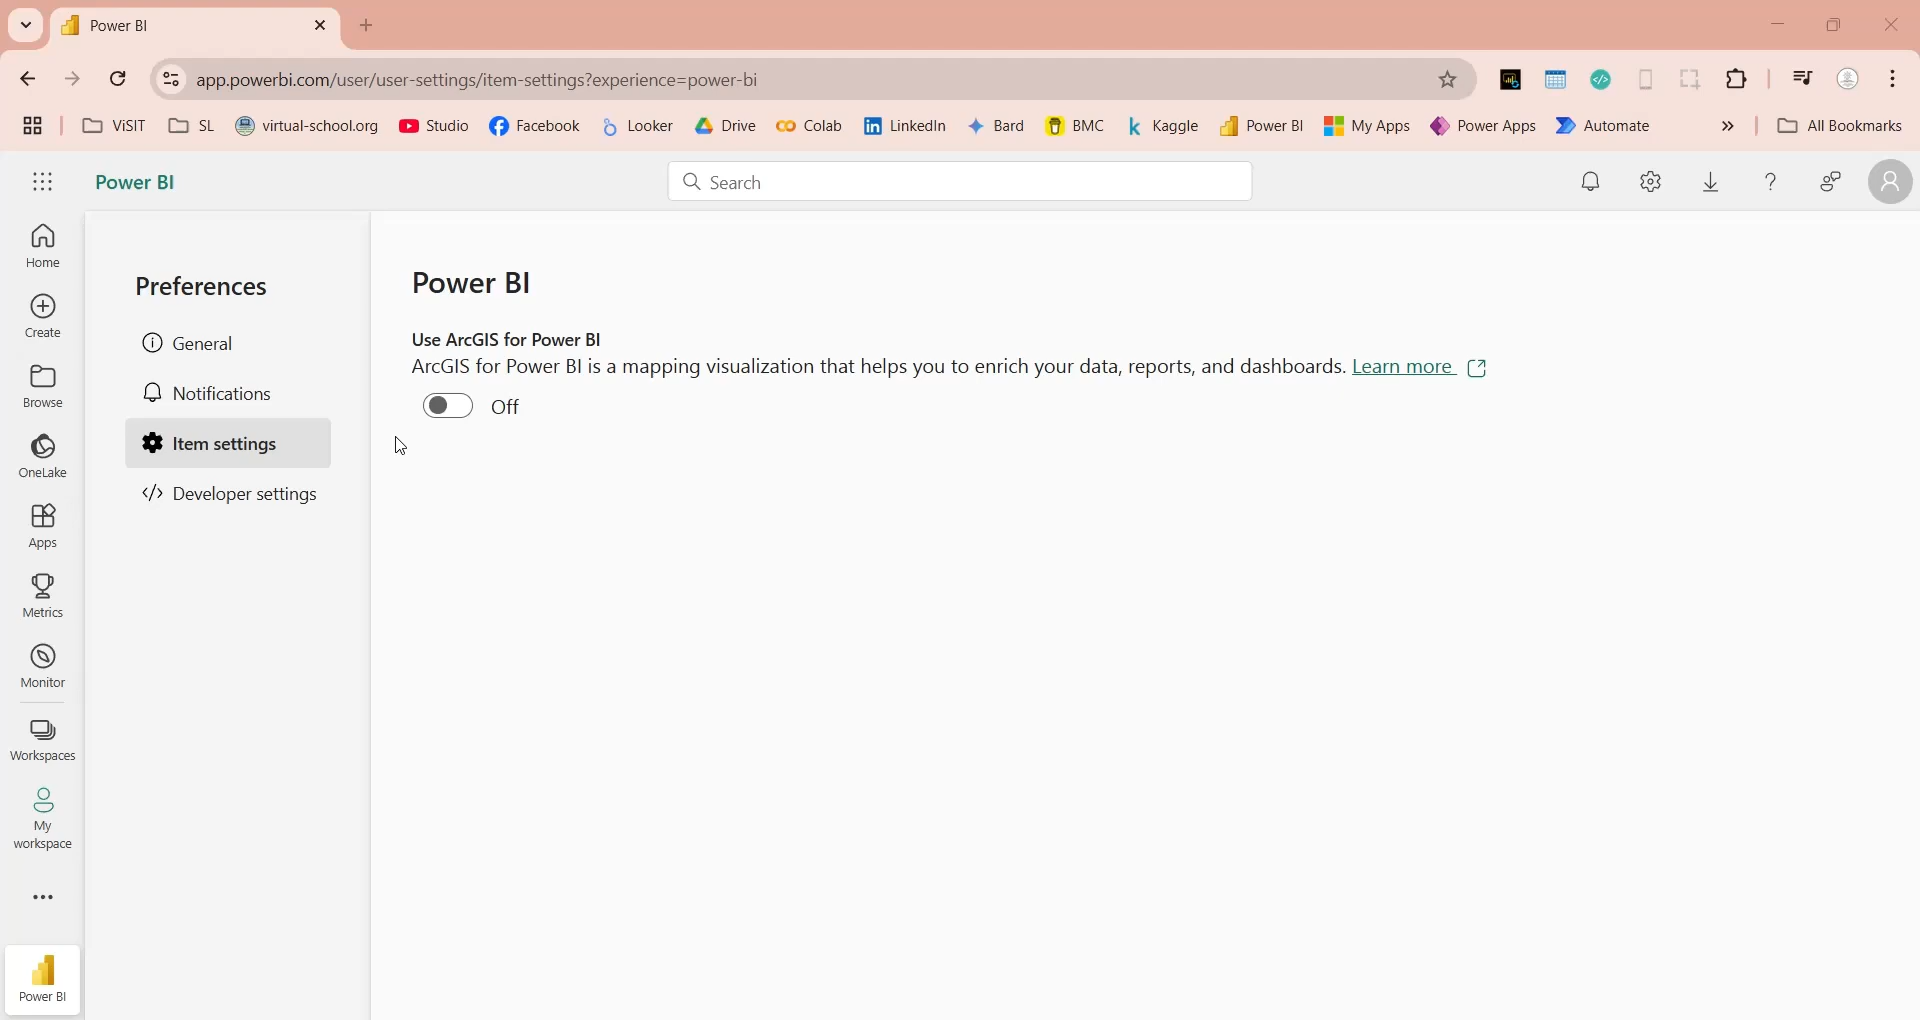 Power BI
app.powerbi.com/user/user-settings/item-settings?experience=power-bi
ViSIT
SL
virtual-school.org
Studio
Facebook
Looker
Drive
Colab
LinkedIn
Bard
BMC
Kaggle
Power BI
My Apps
Power Apps
Automate
All Bookmarks
Power BI
Search
Home
Create
Browse
OneLake
Apps
Metrics
Monitor
Workspaces
My
workspace
Power BI
Preferences
General
Notifications
Item settings
Developer settings
Power BI
Use ArcGIS for Power BI
ArcGIS for Power BI is a mapping visualization that helps you to enrich your data, reports, and dashboards. Learn more
Off